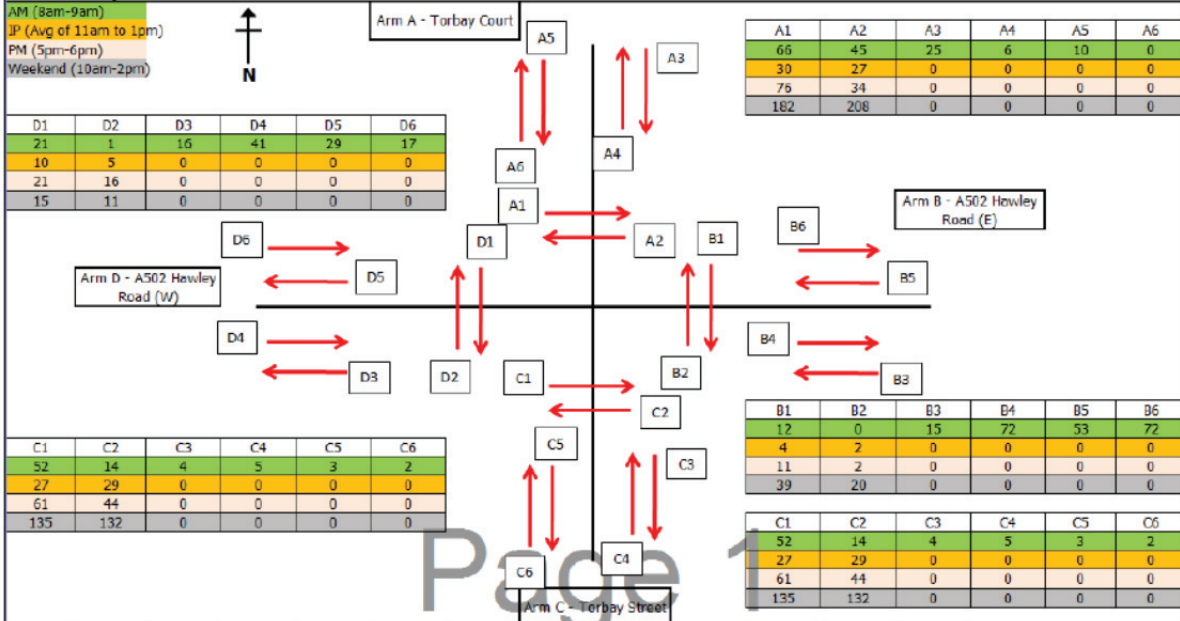 AM (8am-9am)
IP (Avg of 11am to 1pm)
PM (5pm-6pm)
Weekend (10am-2pm)
N
Arm A - Torbay Court
A1 A2 A3 A4 A5 A6
66 45 25 6 10 0
30 27 0 0 0 0
76 34 0 0 0 0
182 208 0 0 0 0
D1 D2 D3 D4 D5 D6
21 1 16 41 29 17
10 5 0 0 0 0
21 16 0 0 0 0
15 11 0 0 0 0
A5
A3
A6
A4
A1
A2
D1
B1
B6
Arm B - A502 Hawley
Road (E)
D6
D5
B5
Arm D - A502 Hawley
Road (W)
D4
D3
D2
C1
B2
B4
B3
C2
C5
C3
C6
C4
B1 B2 B3 B4 B5 B6
12 0 15 72 53 72
4 2 0 0 0 0
11 2 0 0 0 0
39 20 0 0 0 0
C1 C2 C3 C4 C5 C6
52 14 4 5 3 2
27 29 0 0 0 0
61 44 0 0 0 0
135 132 0 0 0 0
C1 C2 C3 C4 C5 C6
52 14 4 5 3 2
27 29 0 0 0 0
61 44 0 0 0 0
135 132 0 0 0 0
Page 1
Arm C - Torbay Street